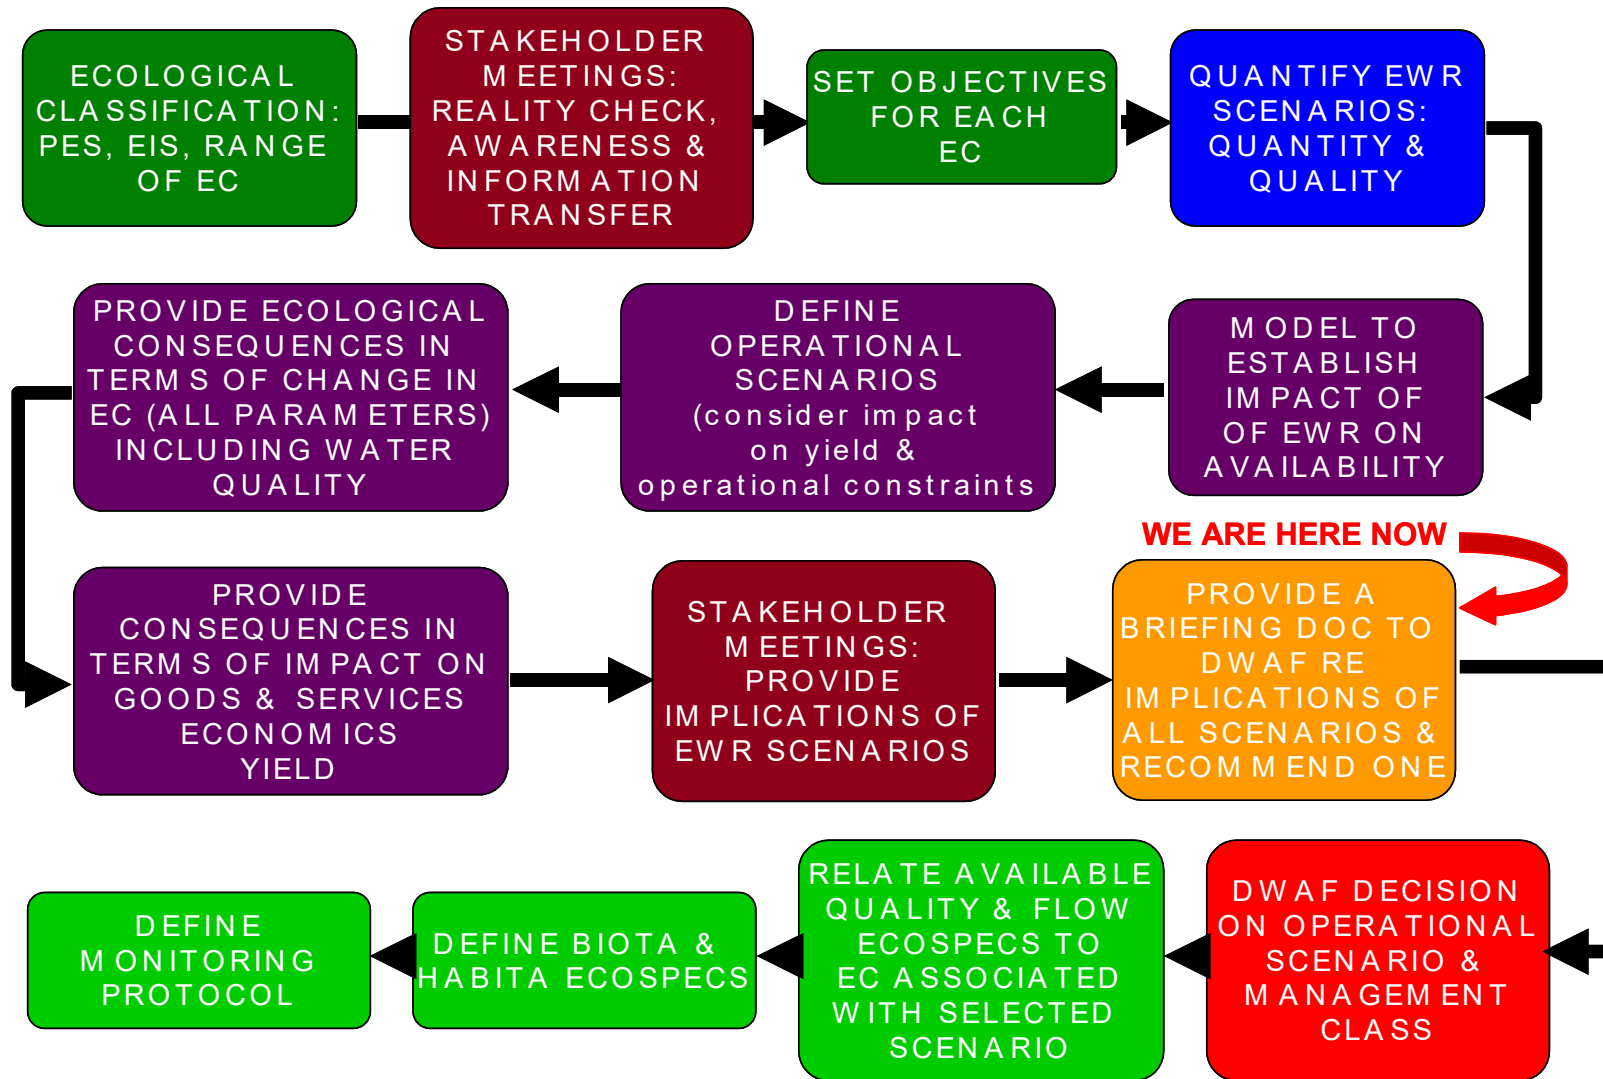 ECOLOGICAL
CLASSIFICATION:
PES, EIS, RANGE
OF EC
STAKEHOLDER
MEETINGS:
REALITY CHECK,
AWARENESS &
INFORMATION
TRANSFER
SET OBJECTIVES
FOR EACH
EC
QUANTIFY EWR
SCENARIOS:
QUANTITY &
QUALITY
MODEL TO
ESTABLISH
IMPACT OF
OF EWR ON
AVAILABILITY
DEFINE
OPERATIONAL
SCENARIOS
(consider impact
on yield &
operational constraints
PROVIDE ECOLOGICAL
CONSEQUENCES IN
TERMS OF CHANGE IN
EC (ALL PARAMETERS)
INCLUDING WATER
QUALITY
PROVIDE
CONSEQUENCES IN
TERMS OF IMPACT ON
GOODS & SERVICES
ECONOMICS
YIELD
STAKEHOLDER
MEETINGS:
PROVIDE
IMPLICATIONS OF
EWR SCENARIOS
WE ARE HERE NOW
PROVIDE A
BRIEFING DOC TO
DWAF RE
IMPLICATIONS OF
ALL SCENARIOS &
RECOMMEND ONE
DWAF DECISION
ON OPERATIONAL
SCENARIO &
MANAGEMENT
CLASS
RELATE AVAILABLE
QUALITY & FLOW
ECOSPECS TO
EC ASSOCIATED
WITH SELECTED
SCENARIO
DEFINE BIOTA &
HABITA ECOSPECS
DEFINE
MONITORING
PROTOCOL